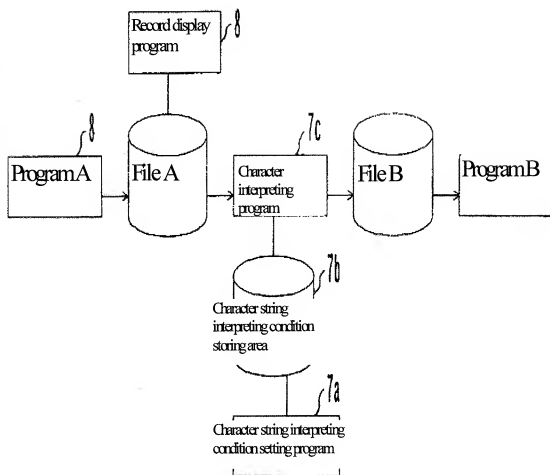 Record display
program
8
8
7c
Program A
File A
Character
interpreting
program
File B
Program B
7b
Character string
interpreting condition
storing area
7a
Character string interpreting
condition setting program